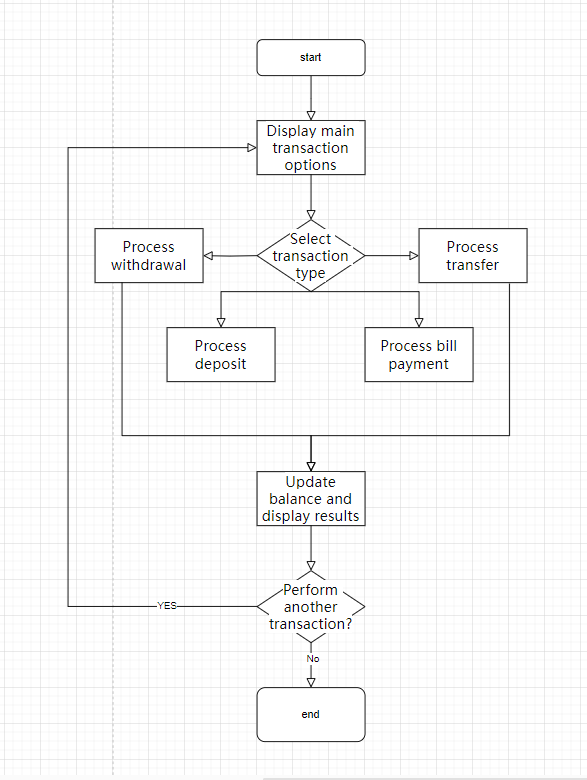 start
Display main
transaction
options
Select
transaction
type
Process
withdrawal
Process
transfer
Process
deposit
Process bill
payment
Update
balance and
display results
Perform
another
transaction?
YES
No
end